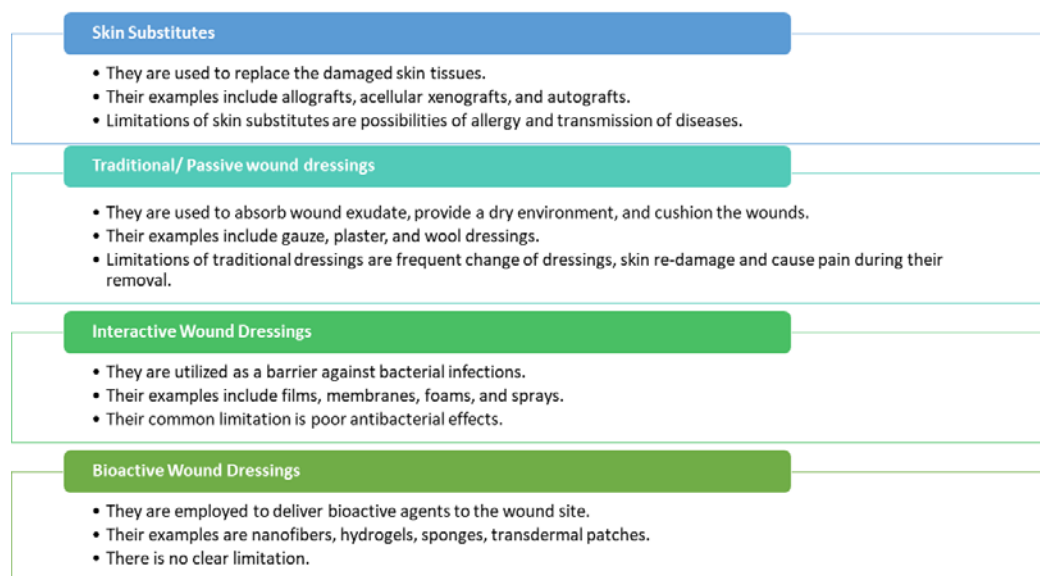 Skin Substitutes
• They are used to replace the damaged skin tissues.
• Their examples include allografts, acellular xenografts, and autografts.
• Limitations of skin substitutes are possibilities of allergy and transmission of diseases.
Traditional/ Passive wound dressings
• They are used to absorb wound exudate, provide a dry environment, and cushion the wounds.
• Their examples include gauze, plaster, and wool dressings.
• Limitations of traditional dressings are frequent change of dressings, skin re-damage and cause pain during their
removal.
Interactive Wound Dressings
• They are utilized as a barrier against bacterial infections.
• Their examples include films, membranes, foams, and sprays.
• Their common limitation is poor antibacterial effects.
Bioactive Wound Dressings
• They are employed to deliver bioactive agents to the wound site.
• Their examples are nanofibers, hydrogels, sponges, transdermal patches.
• There is no clear limitation.